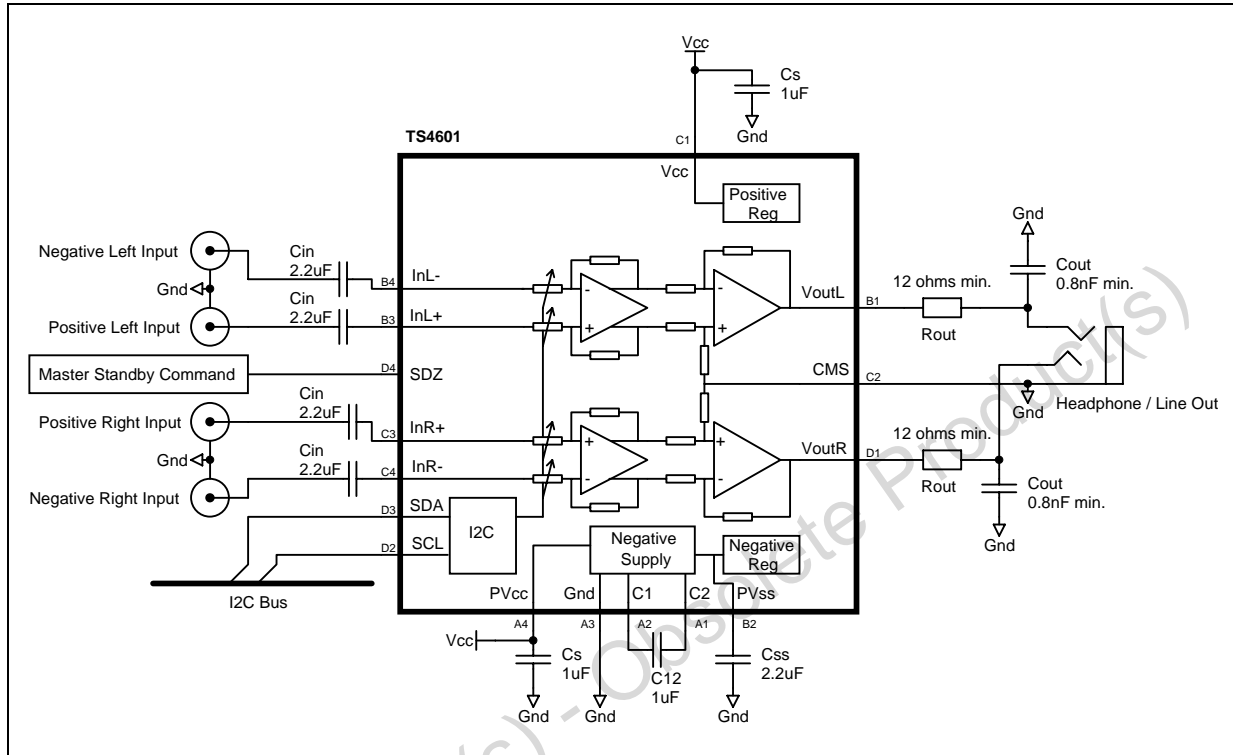 Vcc
Cs
1uF
Gnd
TS4601
C1
Vcc
Positive
Reg
Negative Left Input
Cin
2.2uF
B4
InL-
Gnd
Cin
2.2uF
B3
InL+
Positive Left Input
Master Standby Command
D4
SDZ
Positive Right Input
Cin
2.2uF
C3
InR+
Gnd
Cin
2.2uF
C4
InR-
Negative Right Input
D3
SDA
D2
SCL
I2C
I2C Bus
-
+
-
+
+
-
+
-
VoutL
B1
12 ohms min.
Rout
Gnd
Cout
0.8nF min.
CMS
C2
Gnd
Headphone / Line Out
VoutR
D1
12 ohms min.
Rout
Cout
0.8nF min.
Gnd
Negative
Supply
Negative
Reg
PVcc
Gnd
C1
C2
PVss
A4
A3
A2
A1
B2
Vcc
Cs
1uF
Gnd
Gnd
C12
1uF
Css
2.2uF
Gnd
(s) - Obsolete Product(s)